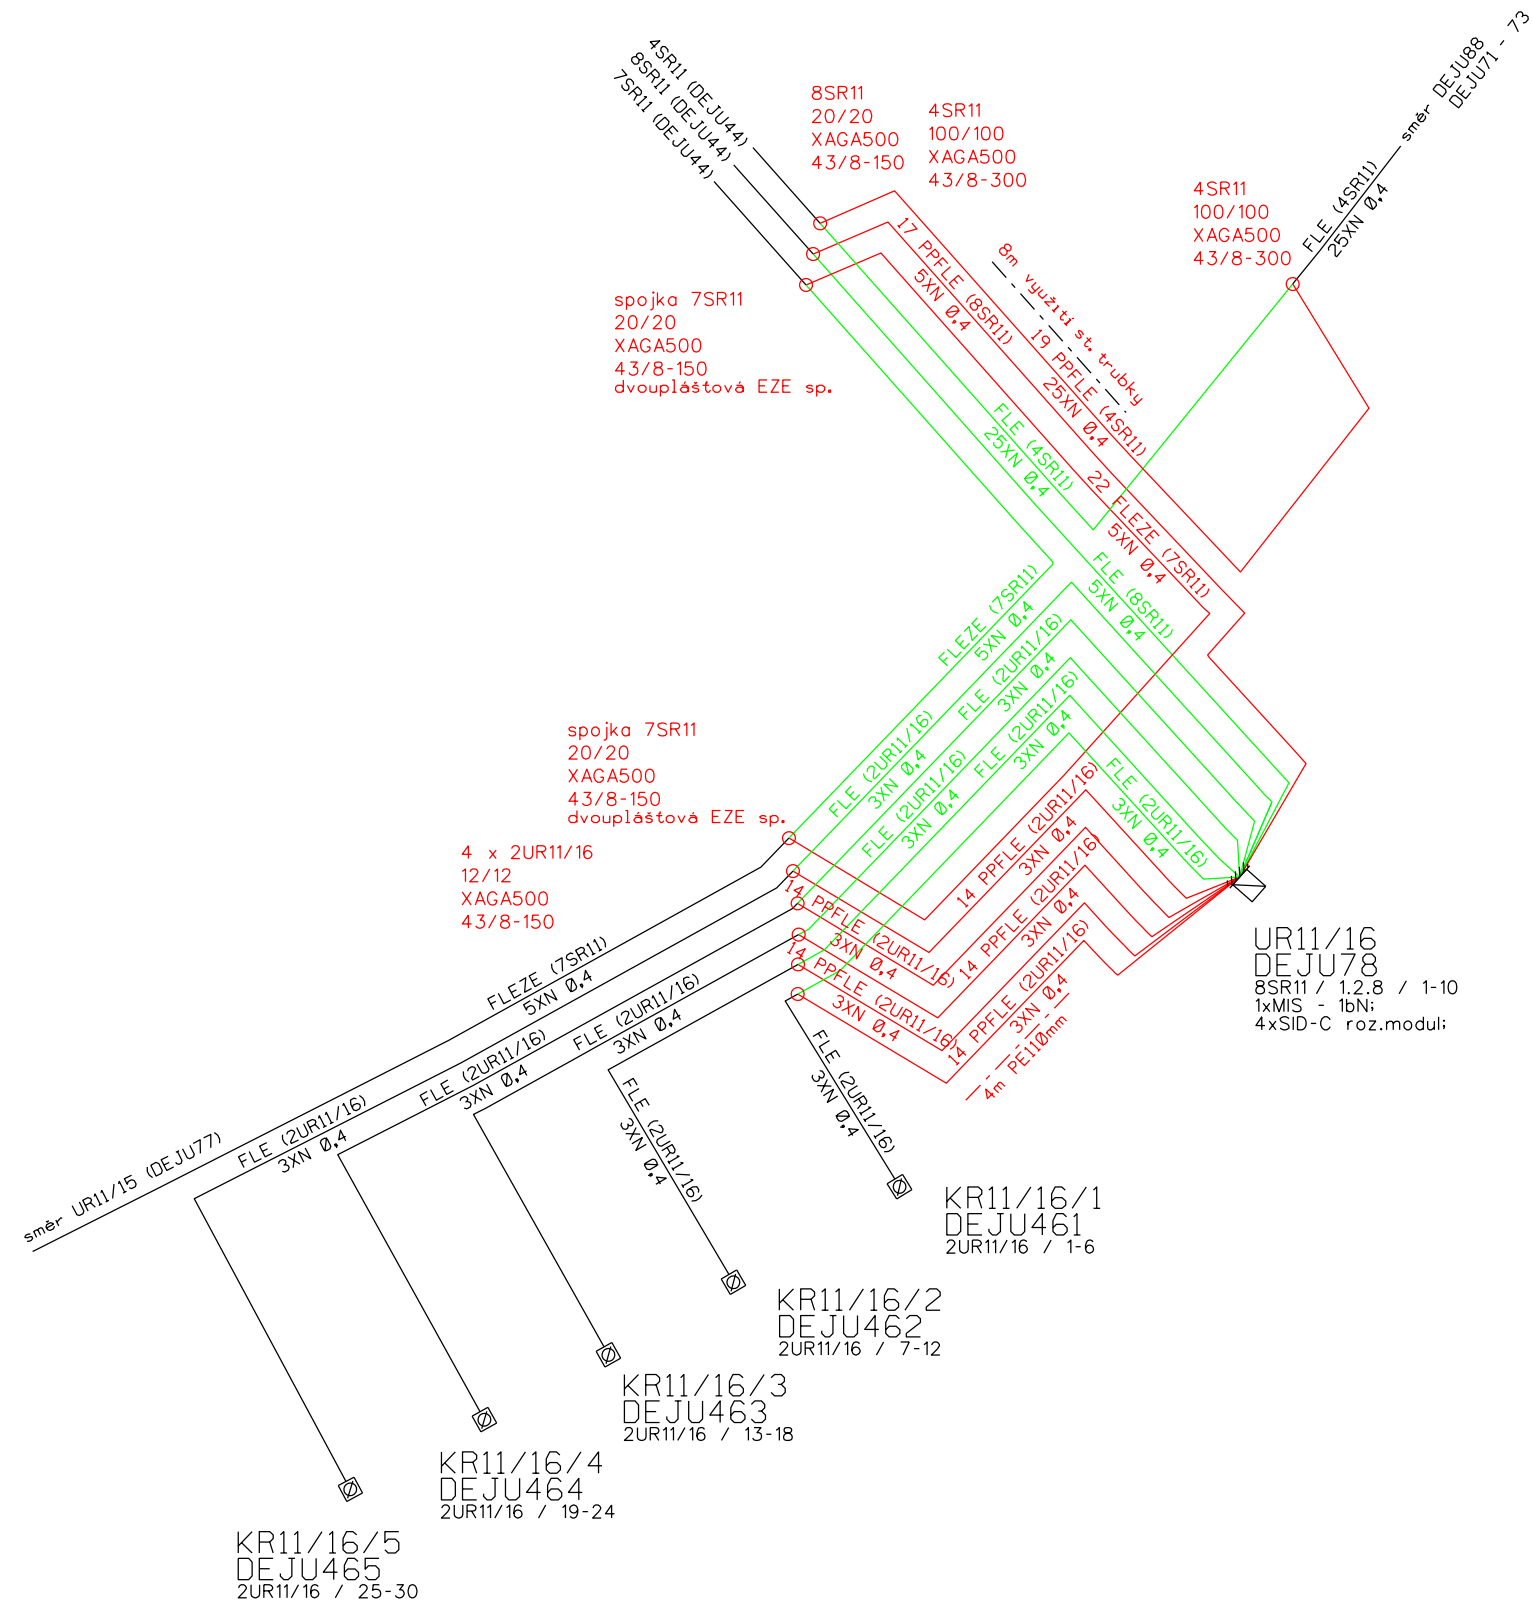 4SR11 (DEJU44)
8SR11 (DEJU44)
7SR11 (DEJU44)
8SR11
20/20
XAGA500
43/8-150
4SR11
100/100
XAGA500
43/8-300
4SR11
100/100
XAGA500
43/8-300
směr DEJU88
DEJU71 - 73
FLE (4SR11)
25XN 0,4
spojka 7SR11
20/20
XAGA500
43/8-150
dvouplášťová EZE sp.
17 PPFLE (8SR11)
5XN 0,4
8m využití st. trubky
19 PPFLE (4SR11)
25XN 0,4
FLE (4SR11)
25XN 0,4
22 FLEZE (7SR11)
5XN 0,4
FLE (8SR11)
5XN 0,4
FLEZE (7SR11)
5XN 0,4
FLE (2UR11/16)
3XN 0,4
FLE (2UR11/16)
3XN 0,4
FLE (2UR11/16)
3XN 0,4
FLE (2UR11/16)
3XN 0,4
FLE (2UR11/16)
3XN 0,4
spojka 7SR11
20/20
XAGA500
43/8-150
dvouplášťová EZE sp.
4 x 2UR11/16
12/12
XAGA500
43/8-150
14 PPFLE (2UR11/16)
3XN 0,4
14 PPFLE (2UR11/16)
3XN 0,4
14 PPFLE (2UR11/16)
3XN 0,4
14 PPFLE (2UR11/16)
3XN 0,4
14 PPFLE (2UR11/16)
3XN 0,4
4m PE110mm
UR11/16
DEJU78
8SR11 / 1.2.8 / 1-10
1xMIS - 1bN;
4xSID-C roz.modul;
FLEZE (7SR11)
5XN 0,4
FLE (2UR11/16)
3XN 0,4
FLE (2UR11/16)
3XN 0,4
FLE (2UR11/16)
3XN 0,4
FLE (2UR11/16)
3XN 0,4
FLE (2UR11/16)
3XN 0,4
směr UR11/15 (DEJU77)
KR11/16/1
DEJU461
2UR11/16 / 1-6
KR11/16/2
DEJU462
2UR11/16 / 7-12
KR11/16/3
DEJU463
2UR11/16 / 13-18
KR11/16/4
DEJU464
2UR11/16 / 19-24
KR11/16/5
DEJU465
2UR11/16 / 25-30